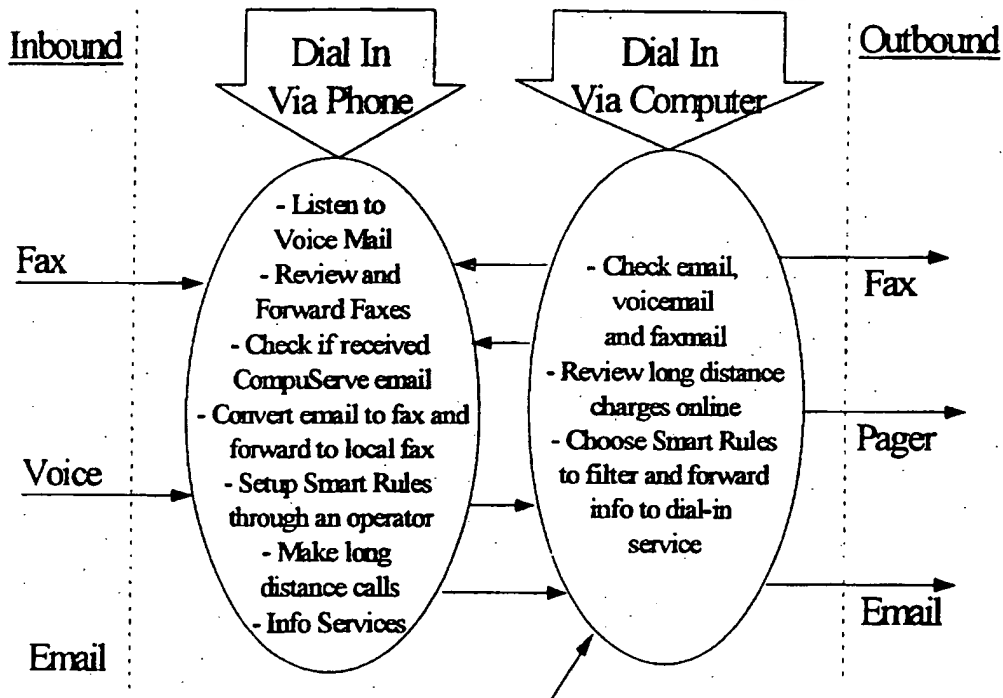 Inbound
Dial In
Via Phone
Dial In
Via Computer
Outbound
Fax
Voice
Email
- Listen to
Voice Mail
- Review and
Forward Faxes
- Check if received
CompuServe email
- Convert email to fax and
forward to local fax
- Setup Smart Rules
through an operator
- Make long
distance calls
- Info Services
- Check email,
voicemail
and faxmail
- Review long distance
charges online
- Choose Smart Rules
to filter and forward
info to dial-in
service
Fax
Pager
Email